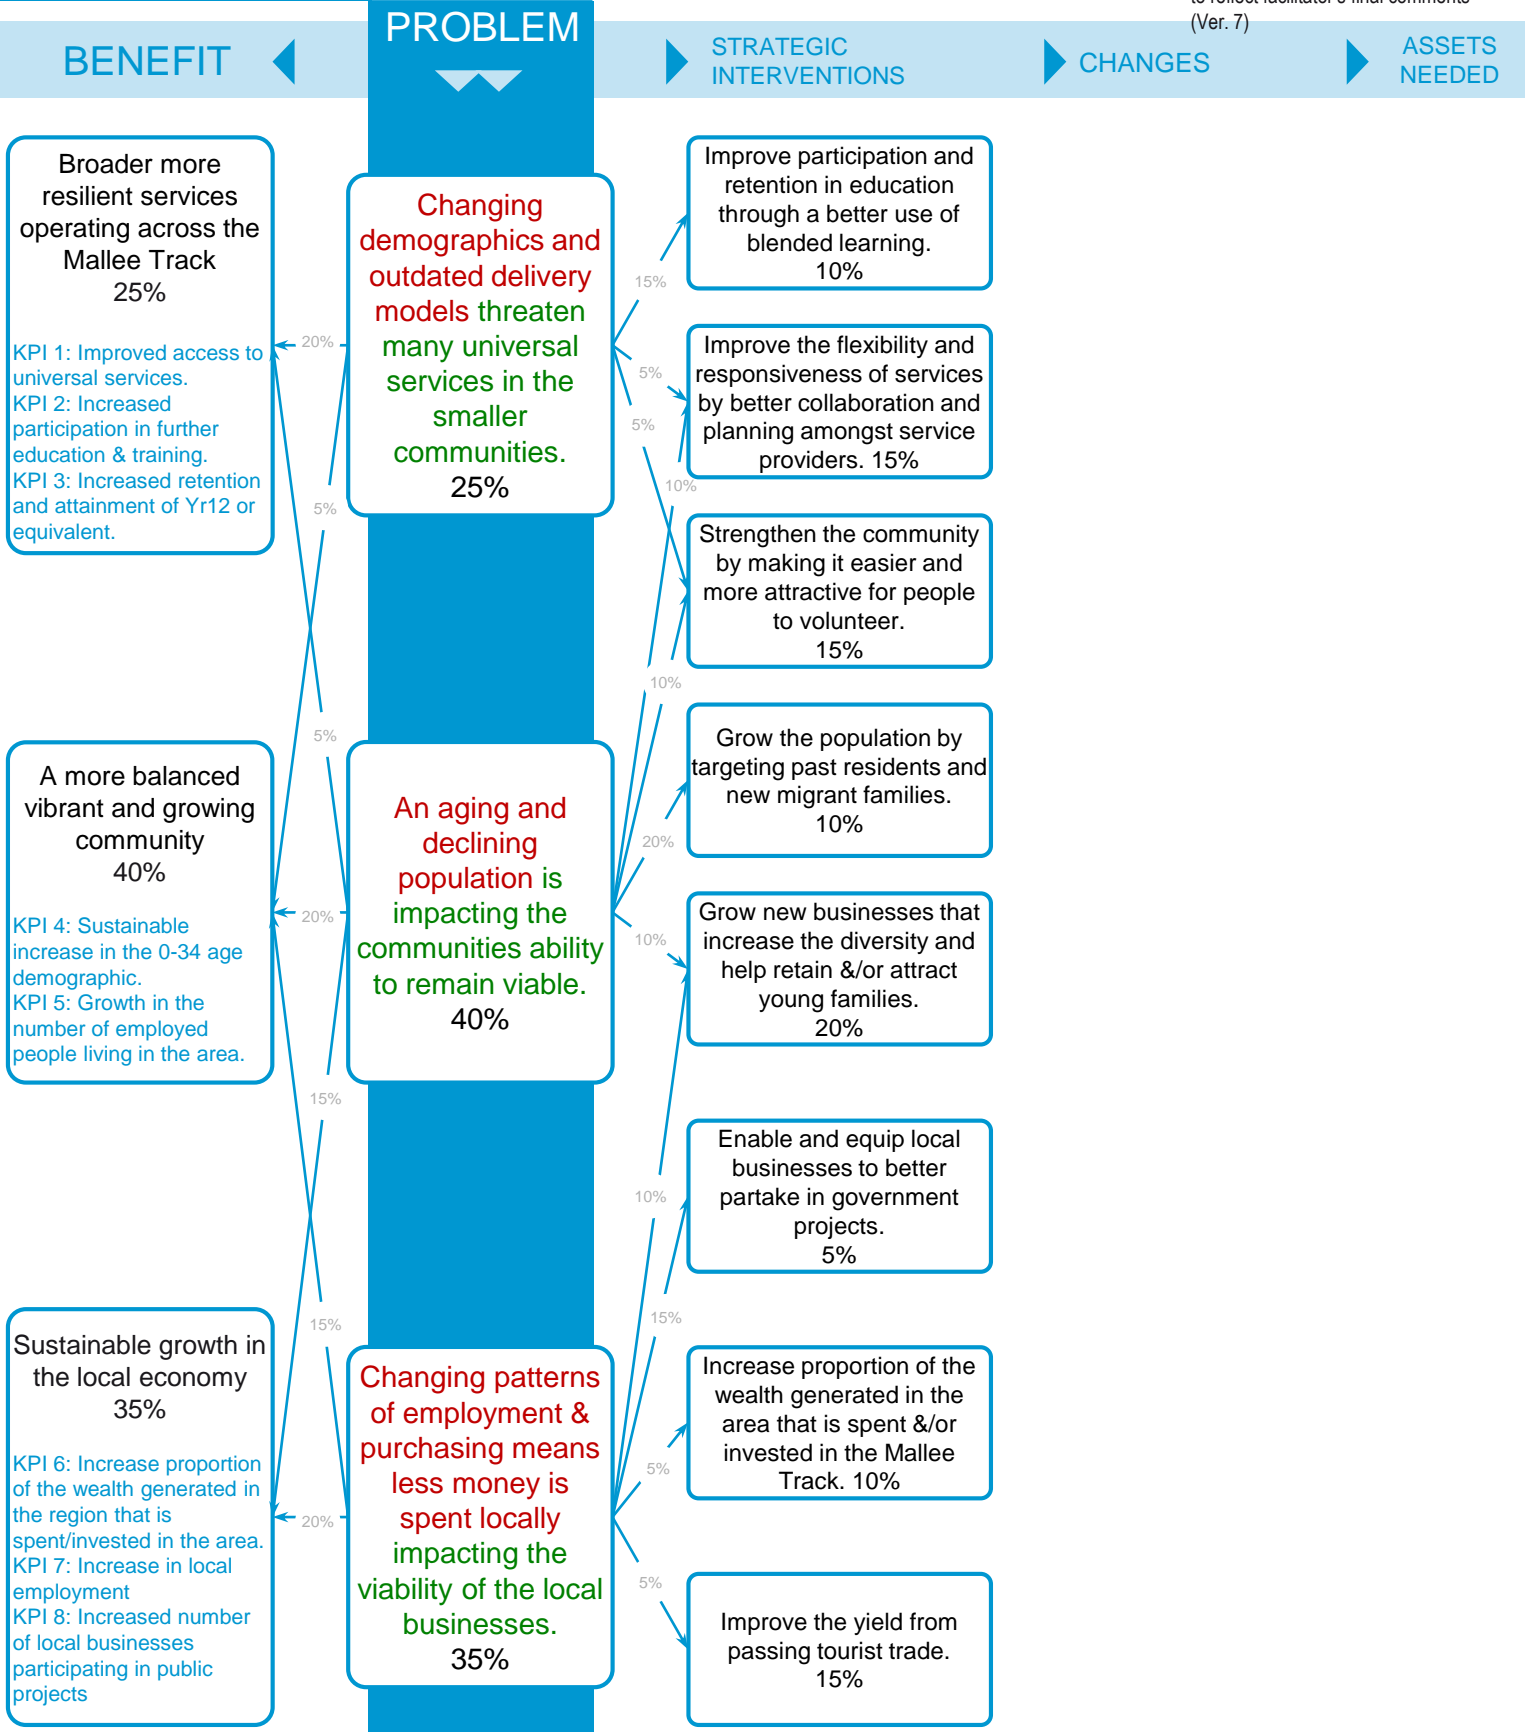 to reflect facilitator's final comments
(Ver. 7)
BENEFIT
PROBLEM
STRATEGIC
INTERVENTIONS
CHANGES
ASSETS
NEEDED
Broader more
resilient services
operating across the
Mallee Track
25%
KPI 1: Improved access to
universal services.
KPI 2: Increased
participation in further
education & training.
KPI 3: Increased retention
and attainment of Yr12 or
equivalent.
A more balanced
vibrant and growing
community
40%
KPI 4: Sustainable
increase in the 0-34 age
demographic.
KPI 5: Growth in the
number of employed
people living in the area.
Sustainable growth in
the local economy
35%
KPI 6: Increase proportion
of the wealth generated in
the region that is
spent/invested in the area.
KPI 7: Increase in local
employment
KPI 8: Increased number
of local businesses
participating in public
projects
20%
5%
5%
20%
15%
15%
20%
Changing
demographics and
outdated delivery
models threaten
many universal
services in the
smaller
communities.
25%
An aging and
declining
population is
impacting the
communities ability
to remain viable.
40%
Changing patterns
of employment &
purchasing means
less money is
spent locally
impacting the
viability of the local
businesses.
35%
15%
5%
5%
10%
10%
20%
10%
10%
15%
5%
5%
Improve participation and
retention in education
through a better use of
blended learning.
10%
Improve the flexibility and
responsiveness of services
by better collaboration and
planning amongst service
providers. 15%
Strengthen the community
by making it easier and
more attractive for people
to volunteer.
15%
Grow the population by
targeting past residents and
new migrant families.
10%
Grow new businesses that
increase the diversity and
help retain &/or attract
young families.
20%
Enable and equip local
businesses to better
partake in government
projects.
5%
Increase proportion of the
wealth generated in the
area that is spent &/or
invested in the Mallee
Track. 10%
Improve the yield from
passing tourist trade.
15%